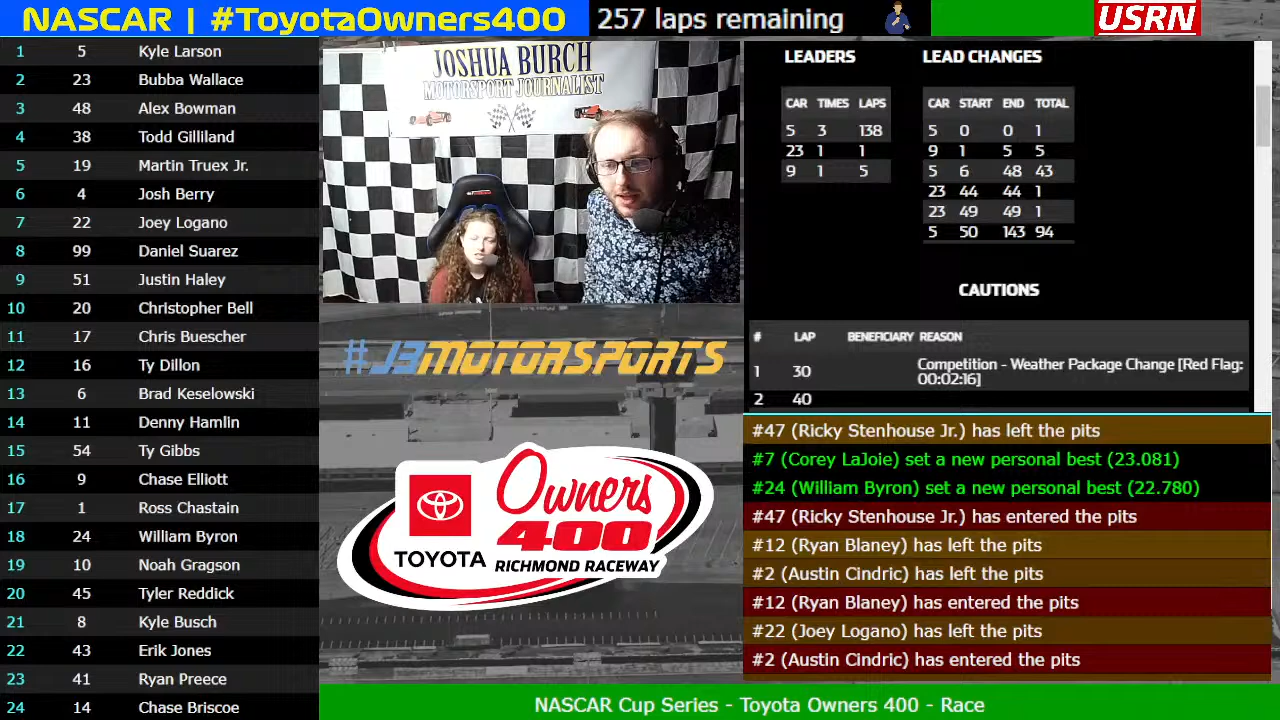 NASCAR | #ToyotaOwners400
257 laps remaining
USRN
1 5 Kyle Larson
2 23 Bubba Wallace
3 48 Alex Bowman
4 38 Todd Gilliland
5 19 Martin Truex Jr.
6 4 Josh Berry
7 22 Joey Logano
8 99 Daniel Suarez
9 51 Justin Haley
10 20 Christopher Bell
11 17 Chris Buescher
12 16 Ty Dillon
13 6 Brad Keselowski
14 11 Denny Hamlin
15 54 Ty Gibbs
16 9 Chase Elliott
17 1 Ross Chastain
18 24 William Byron
19 10 Noah Gragson
20 45 Tyler Reddick
21 8 Kyle Busch
22 43 Erik Jones
23 41 Ryan Preece
24 14 Chase Briscoe
JOSHUA BURCH
MOTORSPORT JOURNALIST
#JBMOTORSPORTS
TOYOTA
Owners
400
RICHMOND RACEWAY
LEADERS
CAR TIMES LAPS
5 3 138
23 1 1
9 1 5
LEAD CHANGES
CAR START END TOTAL
5 0 0 1
9 1 5 5
5 6 48 43
23 44 44 1
23 49 49 1
5 50 143 94
CAUTIONS
# LAP BENEFICIARY REASON
1 30 Competition - Weather Package Change [Red Flag:
00:02:16]
2 40
#47 (Ricky Stenhouse Jr.) has left the pits
#7 (Corey LaJoie) set a new personal best (23.081)
#24 (William Byron) set a new personal best (22.780)
#47 (Ricky Stenhouse Jr.) has entered the pits
#12 (Ryan Blaney) has left the pits
#2 (Austin Cindric) has left the pits
#12 (Ryan Blaney) has entered the pits
#22 (Joey Logano) has left the pits
#2 (Austin Cindric) has entered the pits
NASCAR Cup Series - Toyota Owners 400 - Race